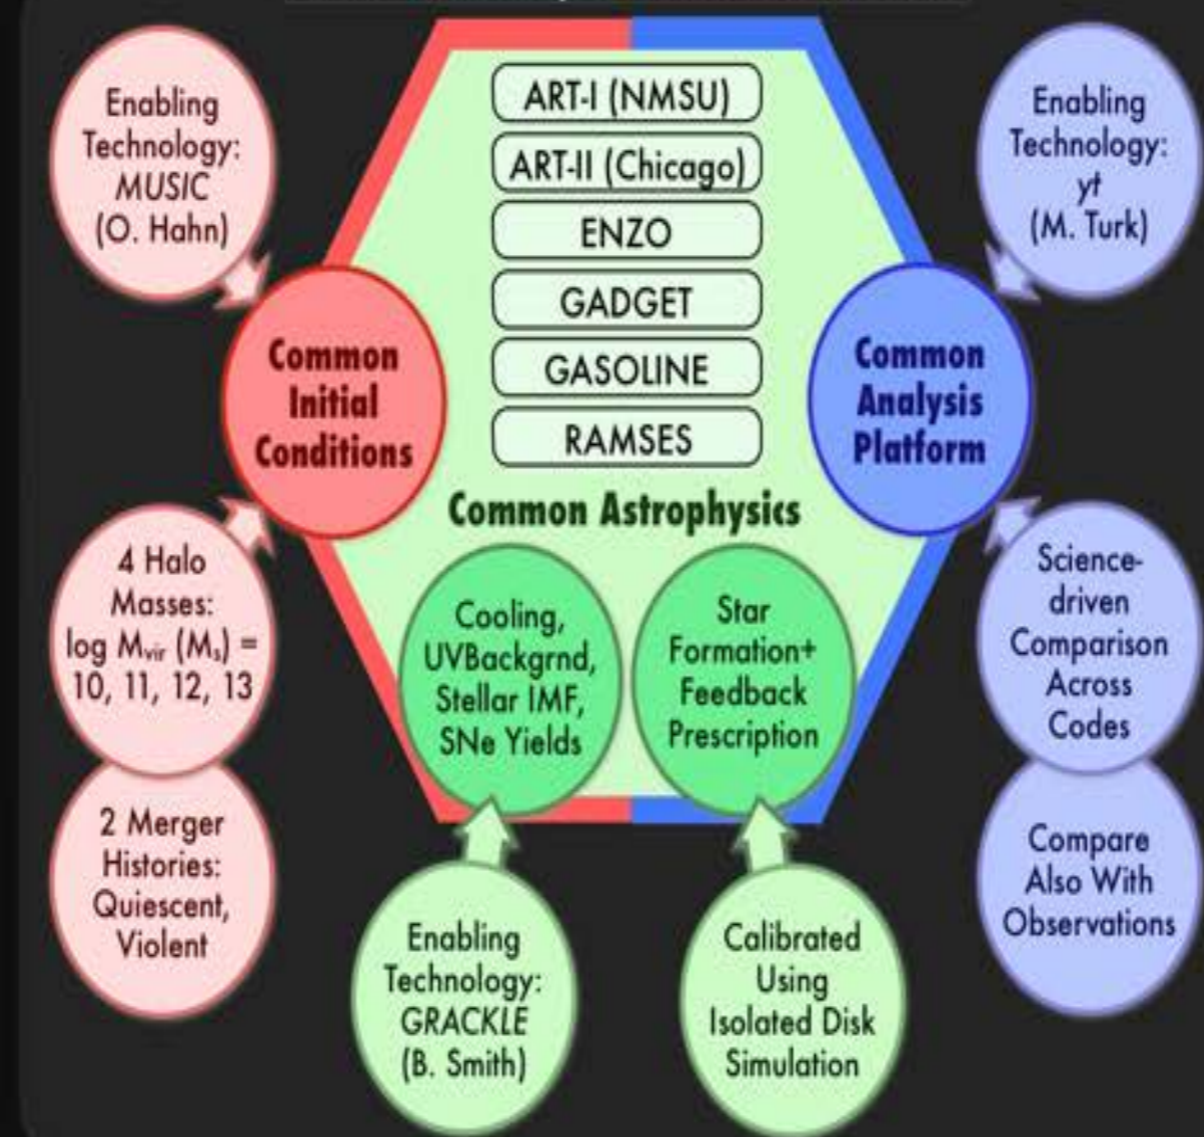 Enabling
Technology:
MUSIC
(O. Hahn)
Common
Initial
Conditions
4 Halo
Masses:
log Mvir (Ms) =
10, 11, 12, 13
2 Merger
Histories:
Quiescent,
Violent
ART-I (NMSU)
ART-II (Chicago)
ENZO
GADGET
GASOLINE
RAMSES
Common Astrophysics
Cooling,
UVBackgrnd,
Stellar IMF,
SNe Yields
Star
Formation+
Feedback
Prescription
Enabling
Technology:
GRACKLE
(B. Smith)
Calibrated
Using
Isolated Disk
Simulation
Enabling
Technology:
yt
(M. Turk)
Common
Analysis
Platform
Science-
driven
Comparison
Across
Codes
Compare
Also With
Observations